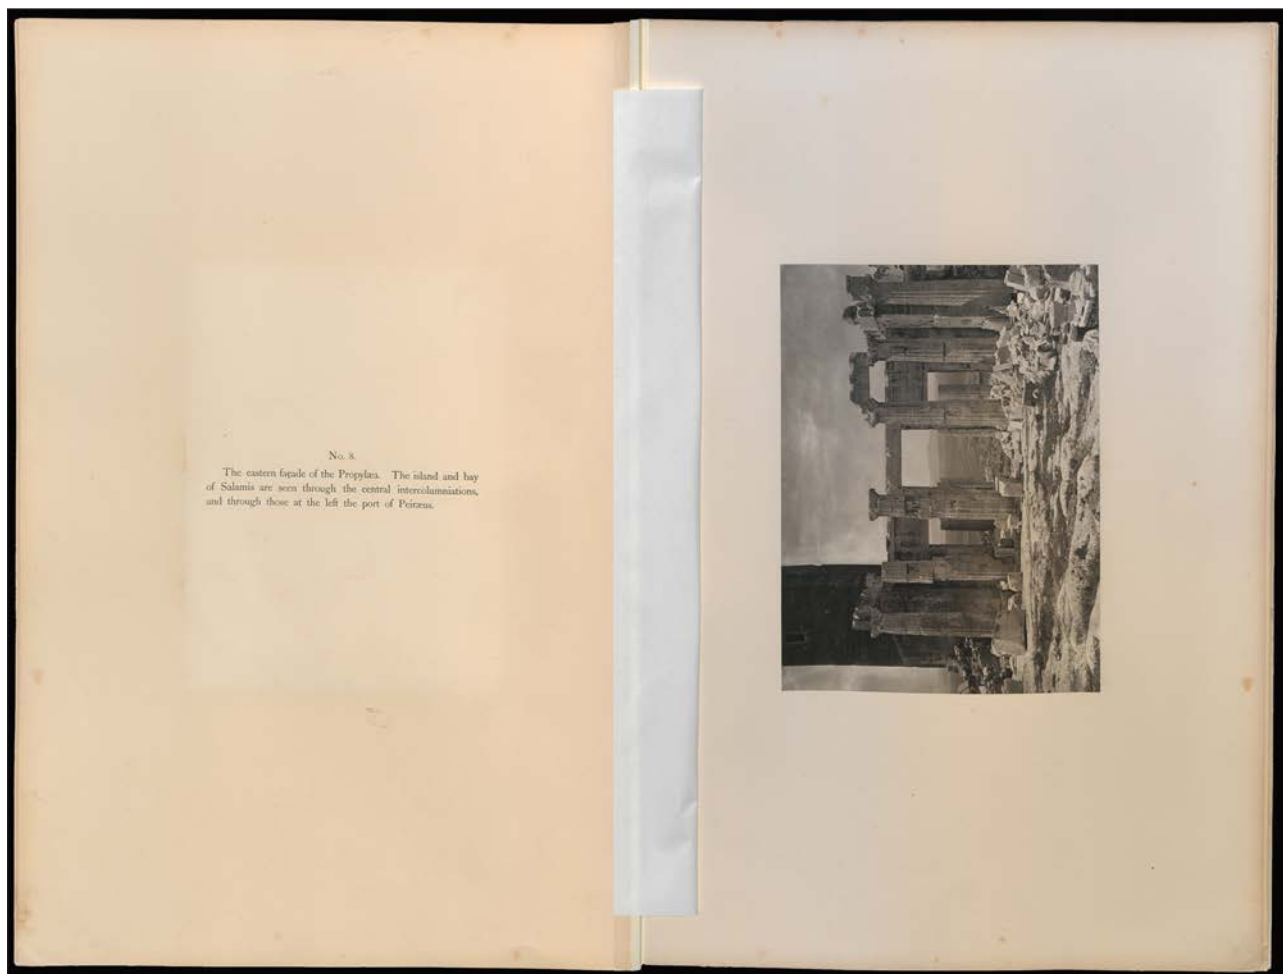 No. 8.
The eastern façade of the Propylæa. The island and bay
of Salamis are seen through the central intercolumniations,
and through those at the left the port of Peiræus.